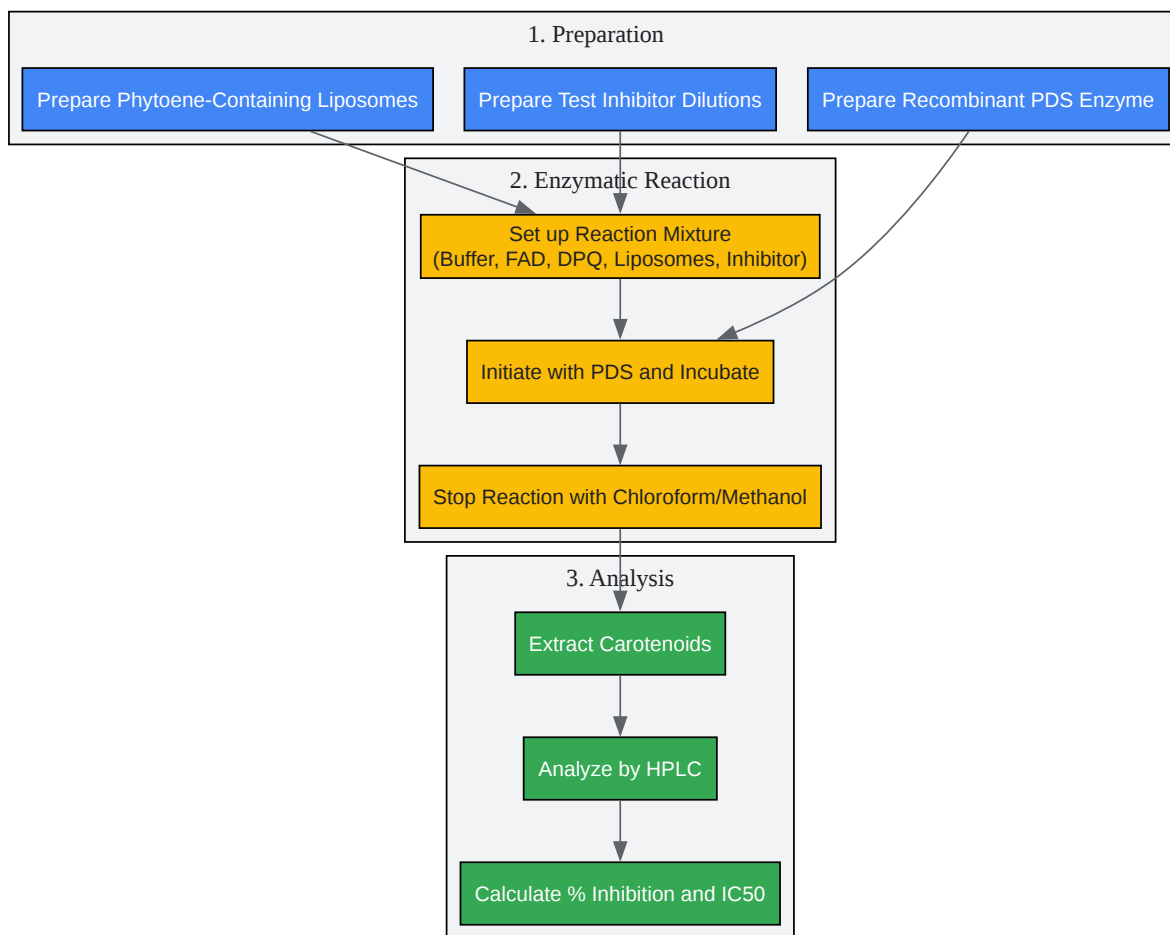 1. Preparation
Prepare Phytoene-Containing Liposomes
Prepare Test Inhibitor Dilutions
Prepare Recombinant PDS Enzyme
2. Enzymatic Reaction
Set up Reaction Mixture
(Buffer, FAD, DPQ, Liposomes, Inhibitor)
Initiate with PDS and Incubate
Stop Reaction with Chloroform/Methanol
3. Analysis
Extract Carotenoids
Analyze by HPLC
Calculate % Inhibition and IC50